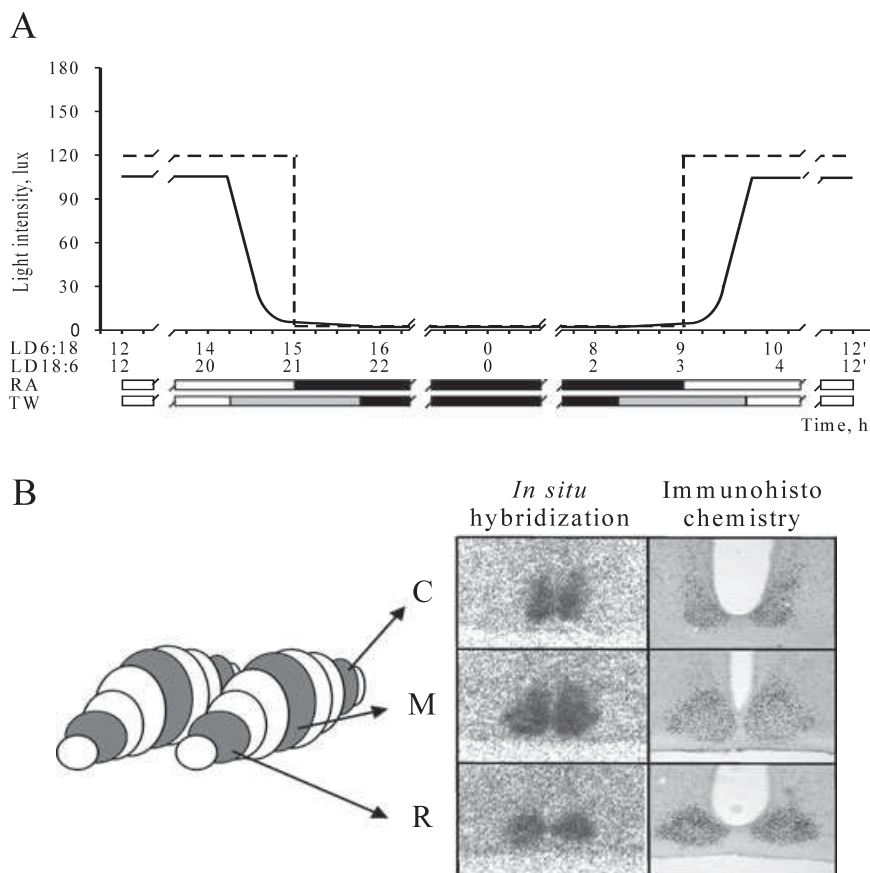 A
180
150
120
90
60
30
0
Light intensity, lux
LD6:18 12 14 15 16 0 8 9 10 12'
LD18:6 12 20 21 22 0 2 3 4 12'
RA
TW
Time, h
B
In situ
hybridization
Immunohisto
chemistry
C
M
R